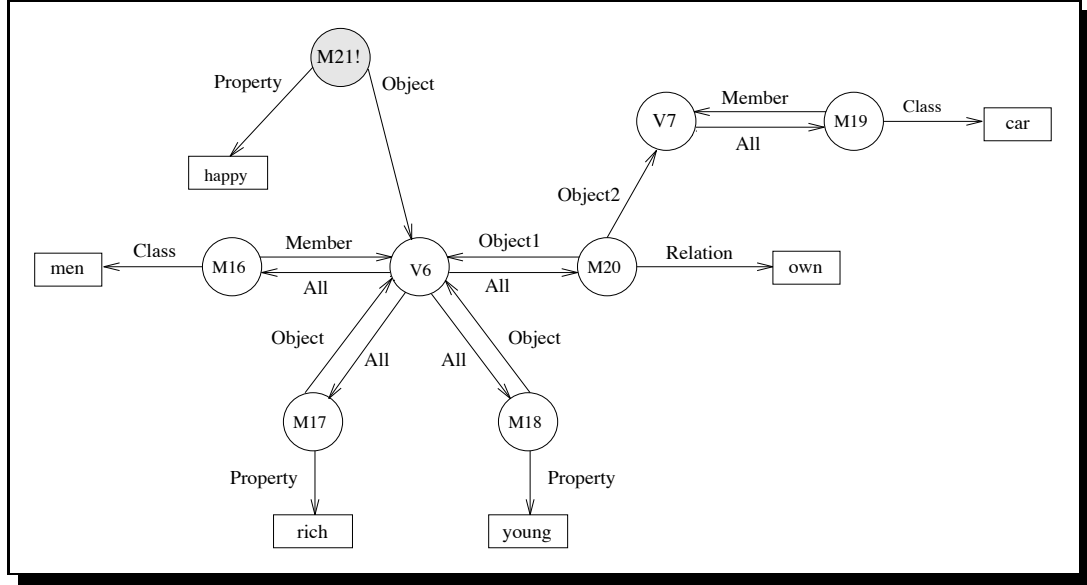 M21!
Property
Object
happy
Member
V7
M19
Class
car
All
Object2
men
Class
M16
Member
All
V6
Object1
All
M20
Relation
own
Object
All
All
Object
M17
M18
Property
Property
rich
young